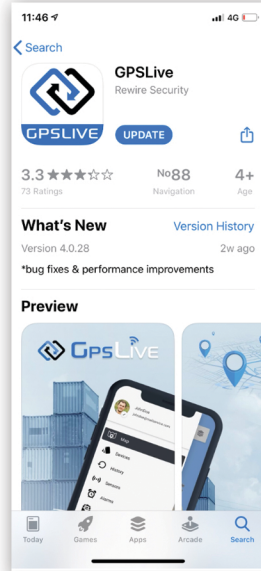 11:46
4G
Search
GPSLive
Rewire Security
GPSLIVE
UPDATE
3.3 ★★★☆☆
No88
4+
73 Ratings
Navigation
Age
What's New
Version History
Version 4.0.28
2w ago
*bug fixes & performance improvements
Preview
GPSLIVE
Map
Devices
History
Sensors
Alarms
Today
Games
Apps
Arcade
Search